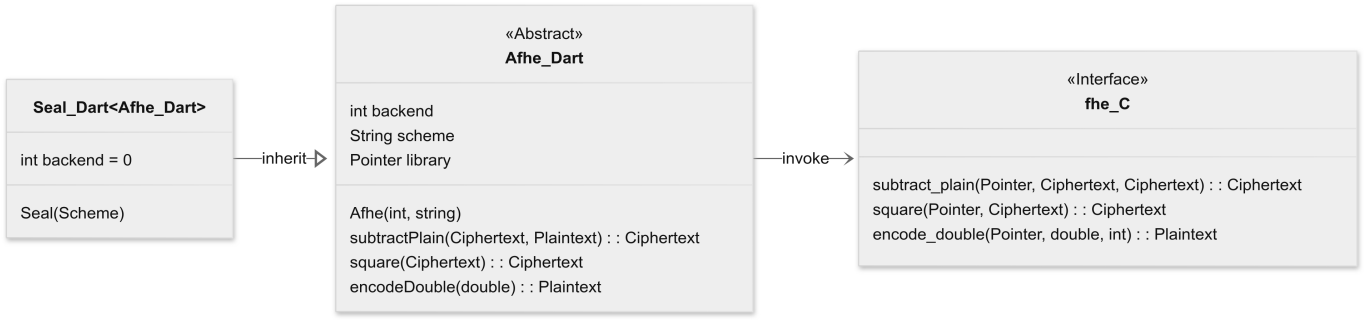 Seal_Dart<Afhe_Dart>
int backend = 0
Seal(Scheme)
inherit
«Abstract»
Afhe_Dart
int backend
String scheme
Pointer library
Afhe(int, string)
subtractPlain(Ciphertext, Plaintext) : : Ciphertext
square(Ciphertext) : : Ciphertext
encodeDouble(double) : : Plaintext
invoke
«Interface»
fhe_C
subtract_plain(Pointer, Ciphertext, Ciphertext) : : Ciphertext
square(Pointer, Ciphertext) : : Ciphertext
encode_double(Pointer, double, int) : : Plaintext